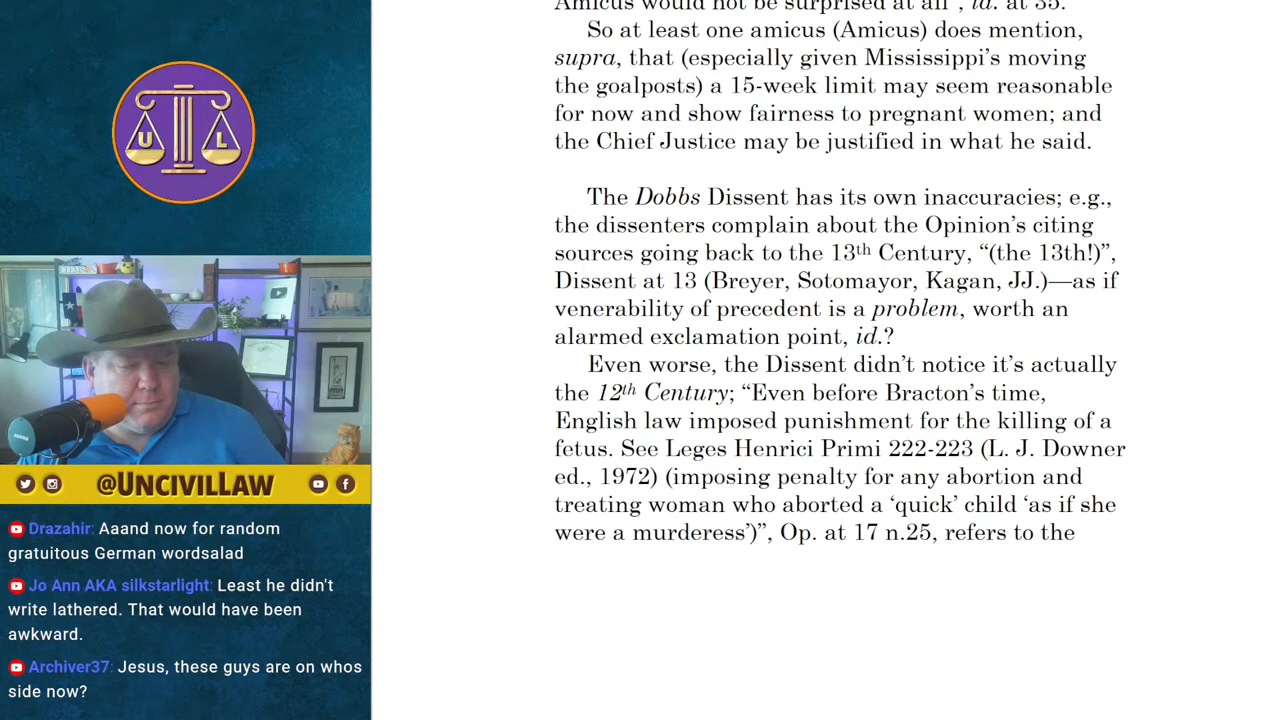 U L
@UncivilLaw
Drazahir: Aaand now for random
gratuitous German wordsalad
Jo Ann AKA silkstarlight: Least he didn't
write lathered. That would have been
awkward.
Archiver37: Jesus, these guys are on whos
side now?
Amicus would not be surprised at all”, id. at 35.
So at least one amicus (Amicus) does mention,
supra, that (especially given Mississippi’s moving
the goalposts) a 15-week limit may seem reasonable
for now and show fairness to pregnant women; and
the Chief Justice may be justified in what he said.
The Dobbs Dissent has its own inaccuracies; e.g.,
the dissenters complain about the Opinion’s citing
sources going back to the 13th Century, “(the 13th!)”,
Dissent at 13 (Breyer, Sotomayor, Kagan, JJ.)—as if
venerability of precedent is a problem, worth an
alarmed exclamation point, id.?
Even worse, the Dissent didn’t notice it’s actually
the 12th Century; “Even before Bracton’s time,
English law imposed punishment for the killing of a
fetus. See Leges Henrici Primi 222-223 (L. J. Downer
ed., 1972) (imposing penalty for any abortion and
treating woman who aborted a ‘quick’ child ‘as if she
were a murderess’)”, Op. at 17 n.25, refers to the